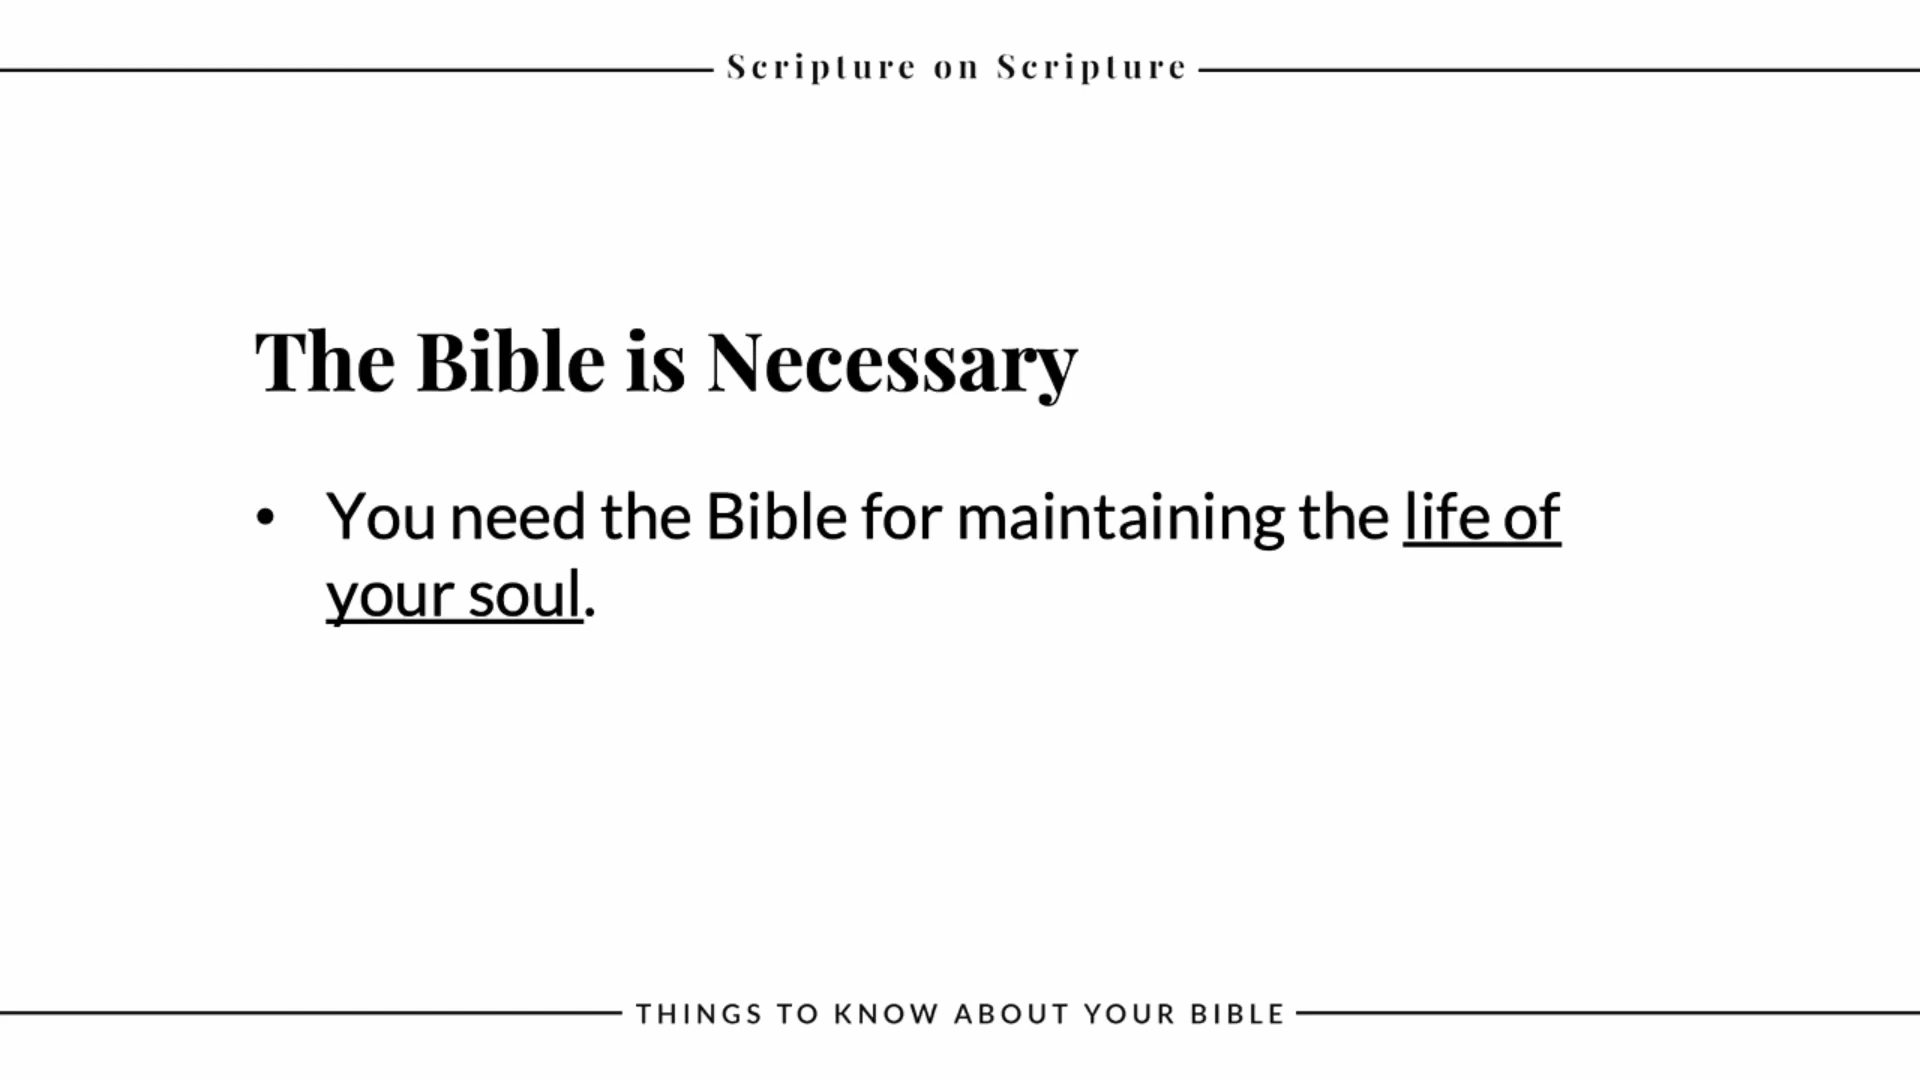 Scripture on Scripture
The Bible is Necessary
• You need the Bible for maintaining the life of
your soul.
THINGS TO KNOW ABOUT YOUR BIBLE